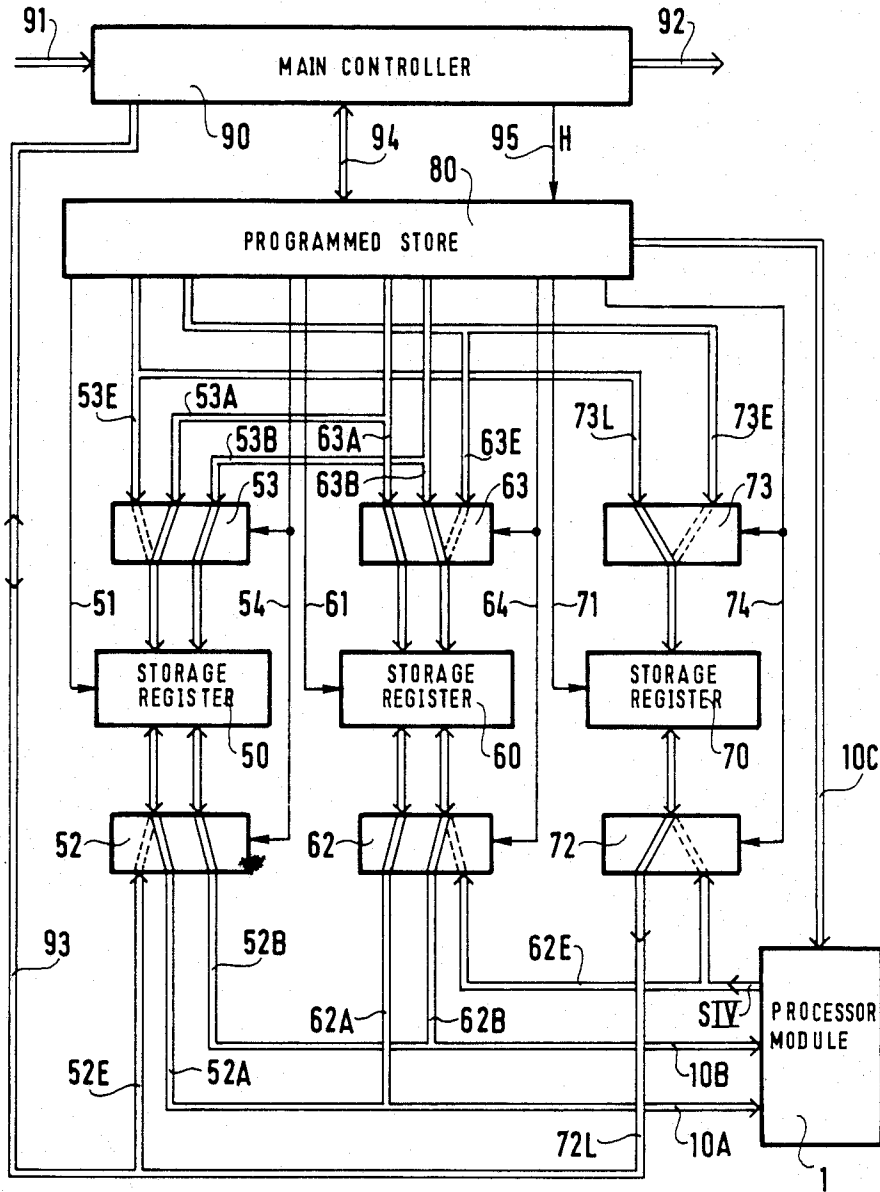 91
92
MAIN CONTROLLER
90
94
95
H
80
PROGRAMMED STORE
53E
53A
53B
63A
63B
63E
73L
73E
53
63
73
51
54
61
64
71
74
STORAGE
REGISTER
STORAGE
REGISTER
STORAGE
REGISTER
50
60
70
10C
52
62
72
93
52B
62E
SIV
62A
62B
PROCESSOR
MODULE
52E
52A
10B
72L
10A
1